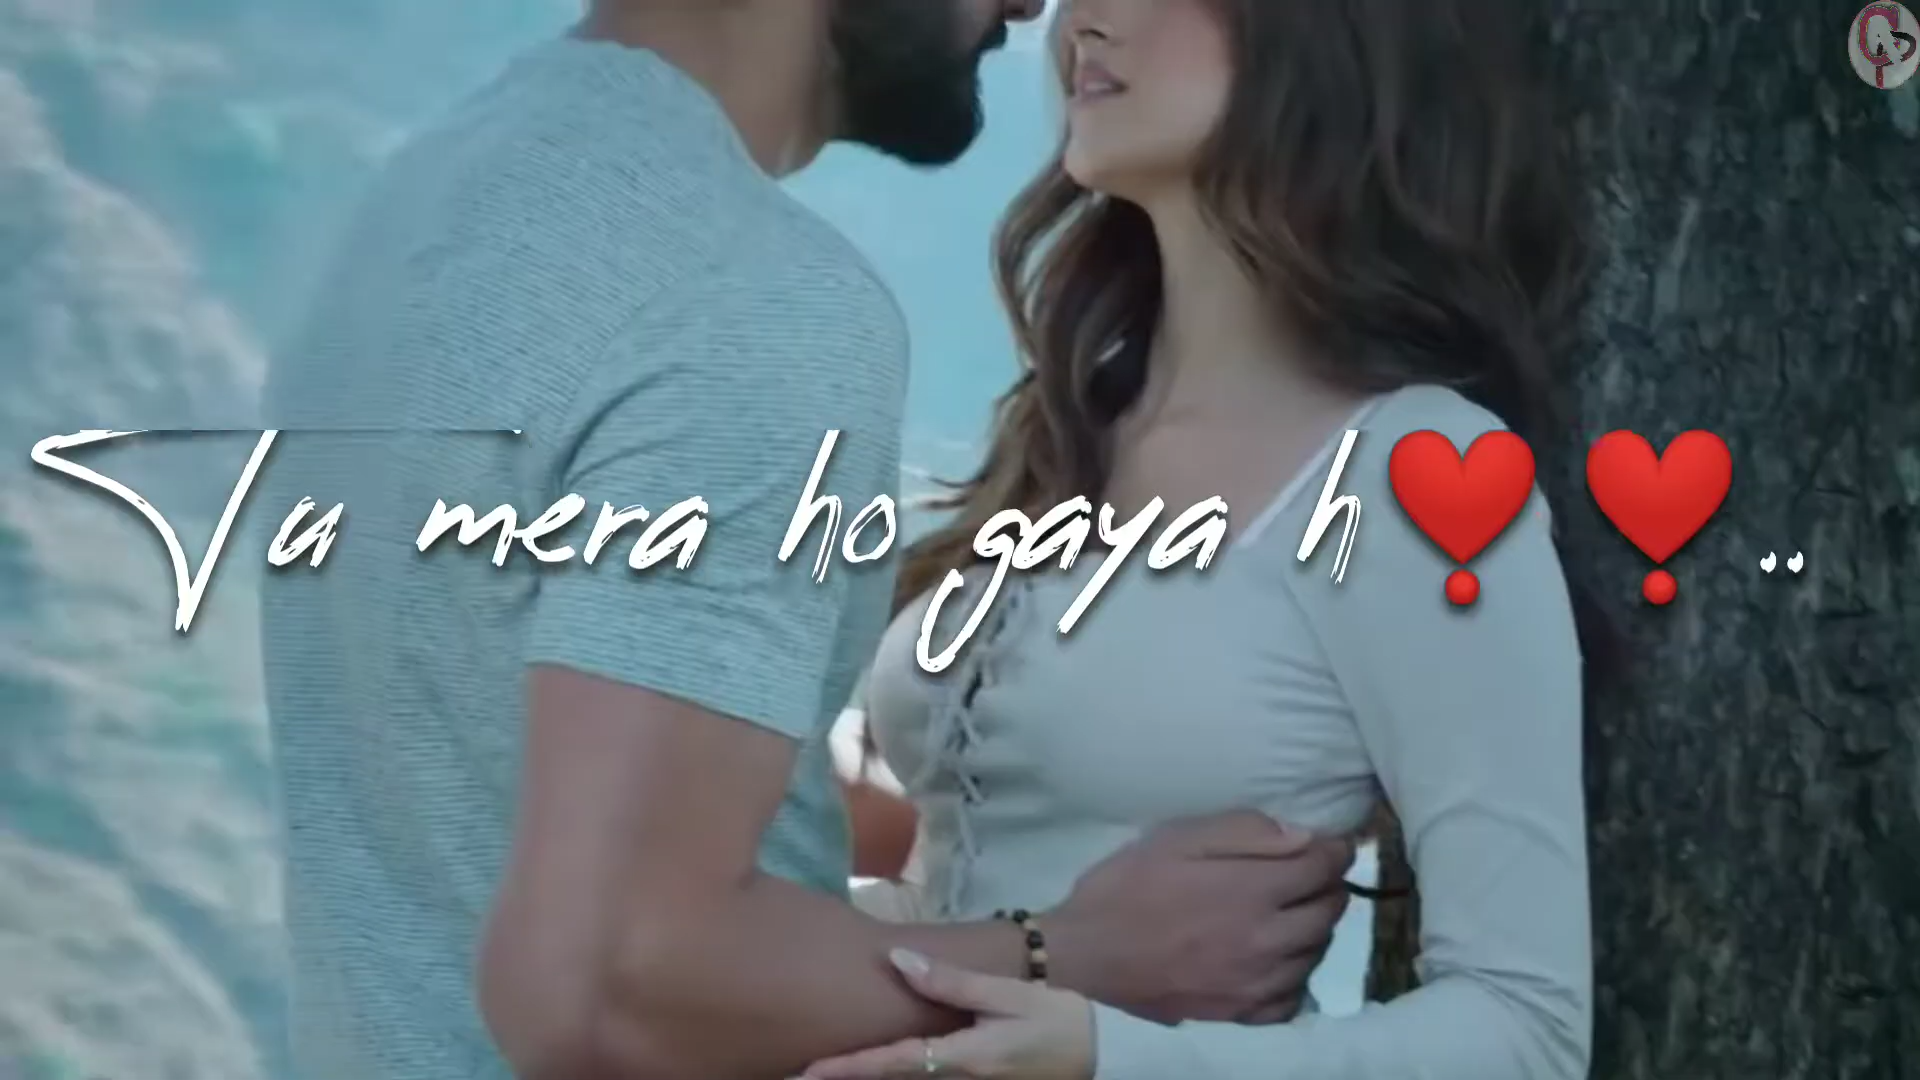 Tu mera ho gaya h❣️❣️..